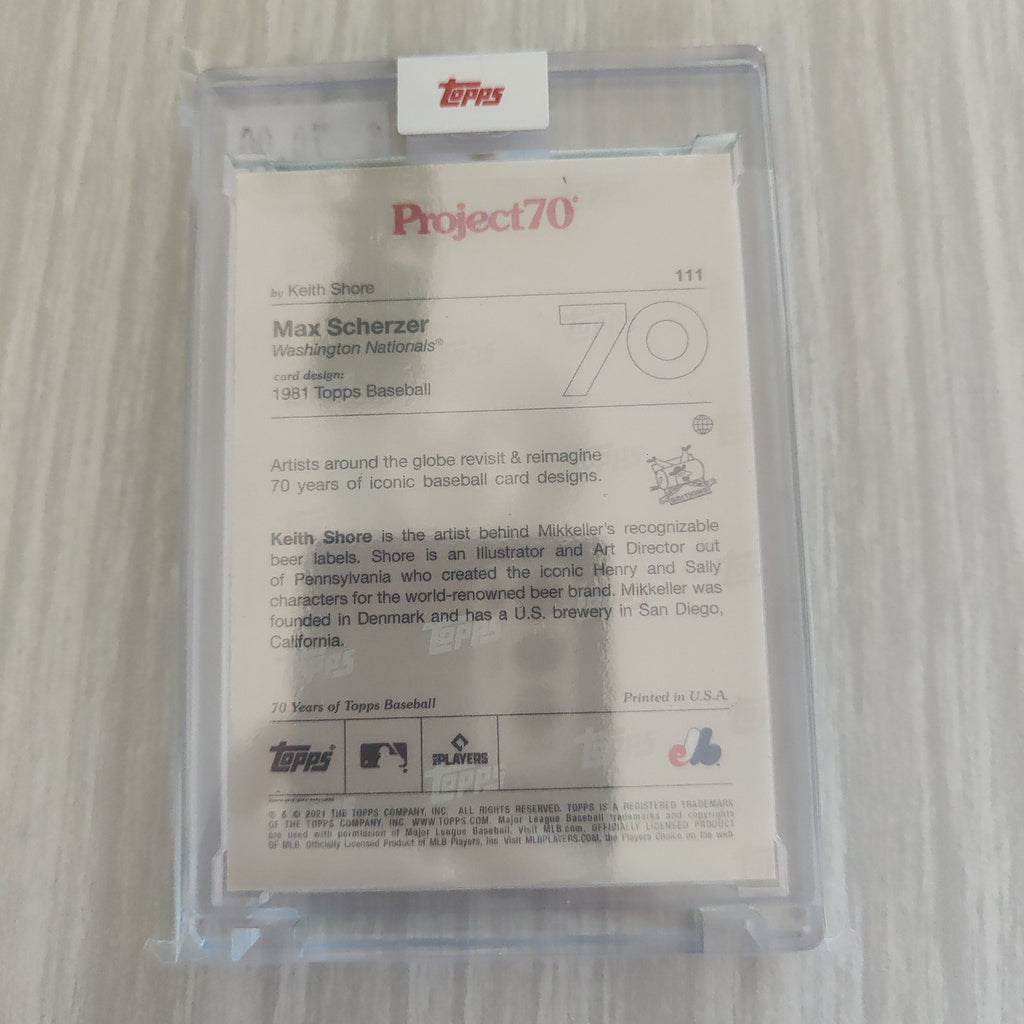 Topps
Project70
111
by Keith Shore
Max Scherzer
Washington Nationals®
70
card design:
1981 Topps Baseball
Artists around the globe revisit & reimagine
70 years of iconic baseball card designs.
EDITIONS
Keith Shore is the artist behind Mikkeller's recognizable
beer labels. Shore is an Illustrator and Art Director out
of Pennsylvania who created the iconic Henry and Sally
characters for the world-renowned beer brand. Mikkeller was
founded in Denmark and has a U.S. brewery in San Diego,
California.
Topps
Topps
70 Years of Topps Baseball
Printed in U.S.A.
Topps
PLAYERS
Topps
Topps
® & © 2021 THE TOPPS COMPANY, INC. ALL RIGHTS RESERVED. TOPPS IS A REGISTERED TRADEMARK
OF THE TOPPS COMPANY, INC. WWW.TOPPS.COM. Major League Baseball trademarks and copyrights
are used with permission of Major League Baseball. Visit MLB.com. OFFICIALLY LICENSED PRODUCT
OF MLB. Officially Licensed Product of MLB Players, Inc. Visit MLBPLAYERS.COM, the Players Choice on the web.